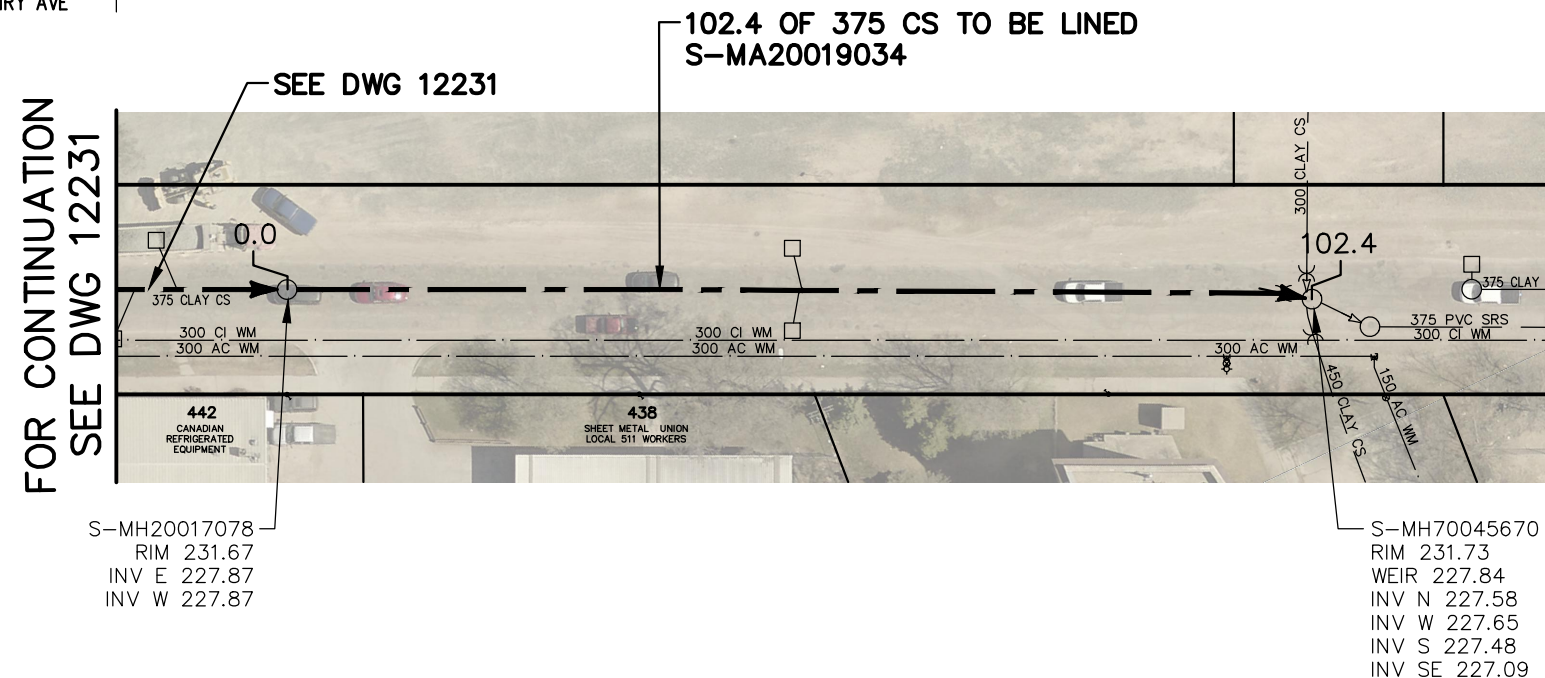 102.4 OF 375 CS TO BE LINED
S-MA20019034
SEE DWG 12231
FOR CONTINUATION
SEE DWG 12231
300 CLAY CS
0.0
102.4
375 CLAY CS
375 CLAY
300 CI WM
300 AC WM
300 CI WM
300 AC WM
300 AC WM
375 PVC SRS
300 CI WM
450 CLAY CS
150 AC WM
442
CANADIAN
REFRIGERATED
EQUIPMENT
438
SHEET METAL UNION
LOCAL 511 WORKERS
S-MH20017078
RIM 231.67
INV E 227.87
INV W 227.87
S-MH70045670
RIM 231.73
WEIR 227.84
INV N 227.58
INV W 227.65
INV S 227.48
INV SE 227.09